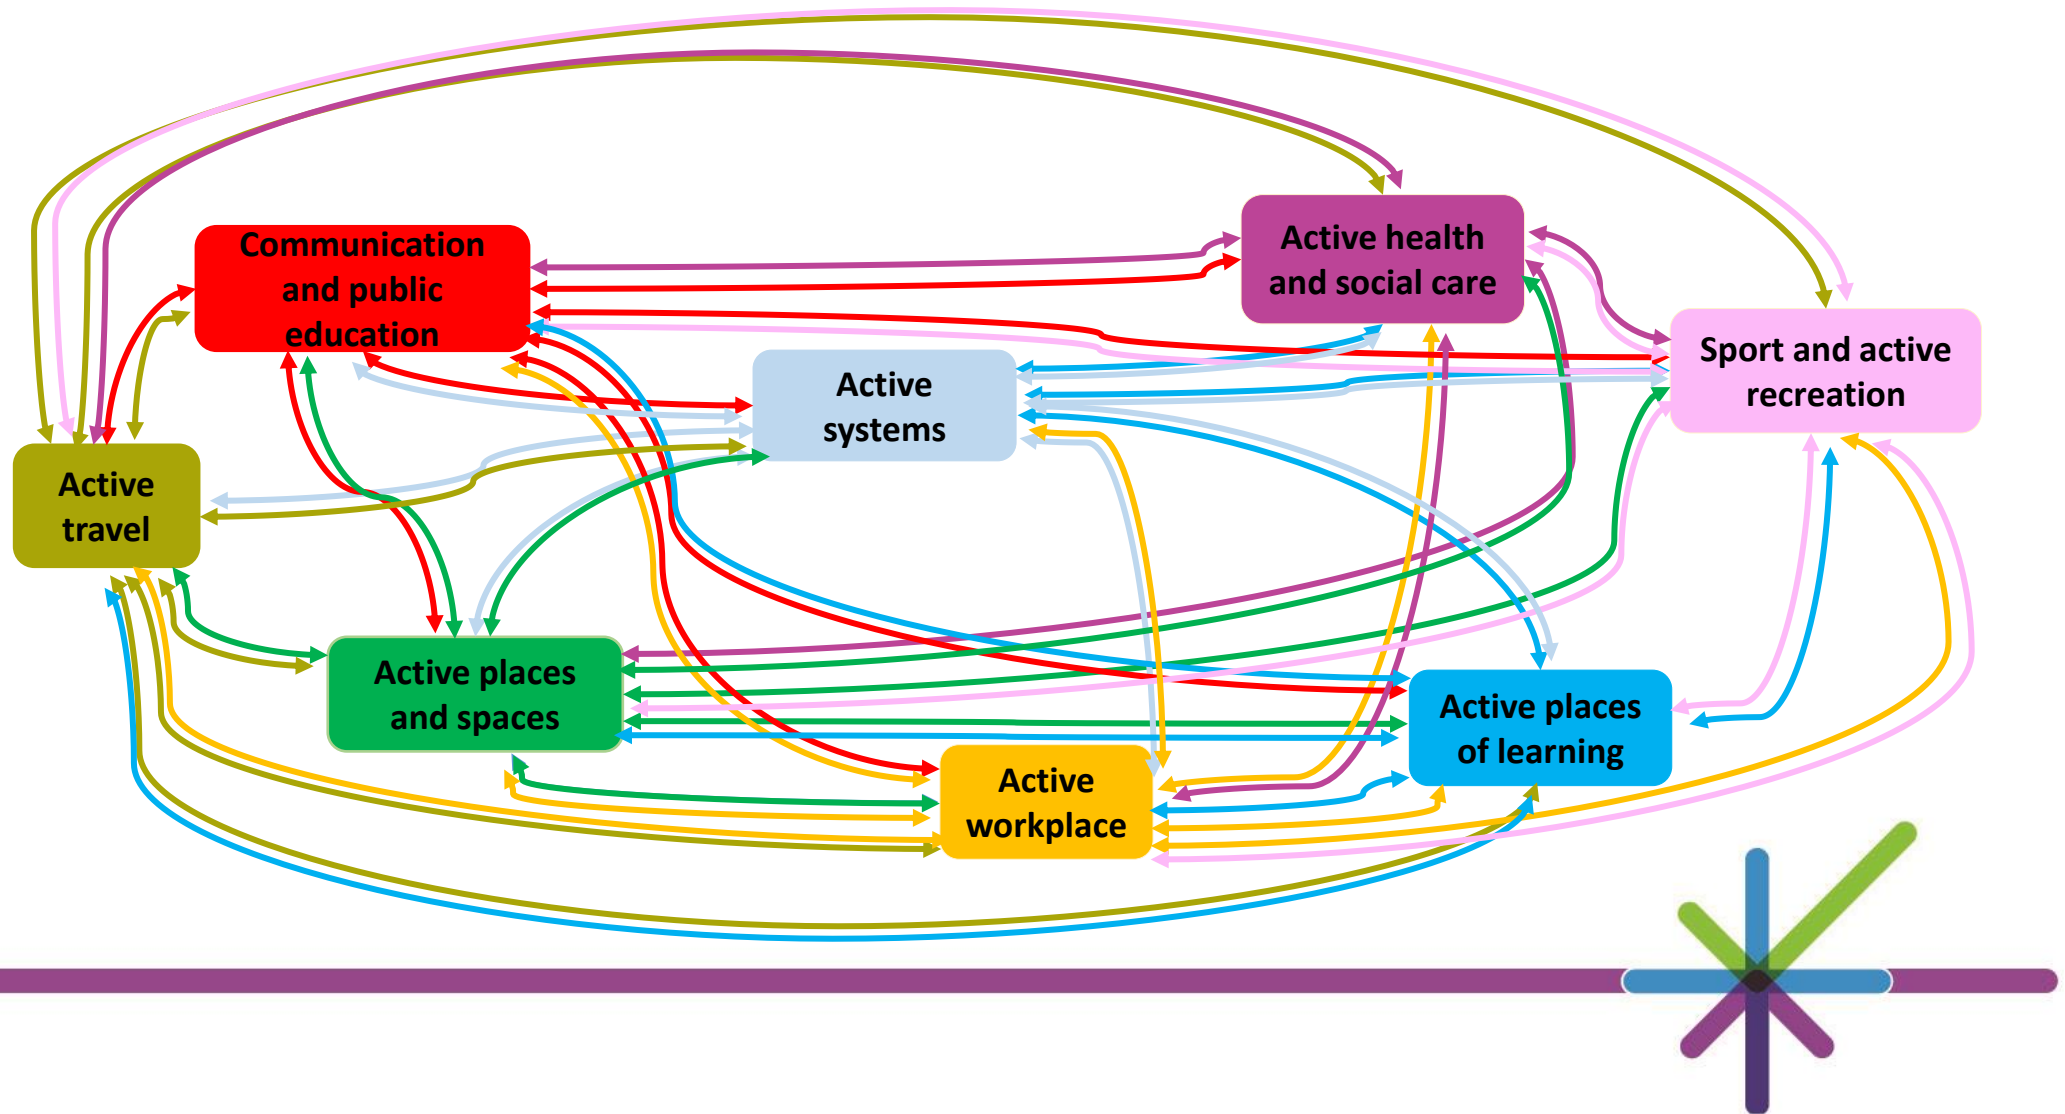 Communication
and public
education
Active health
and social care
Sport and active
recreation
Active
systems
Active
travel
Active places
and spaces
Active places
of learning
Active
workplace